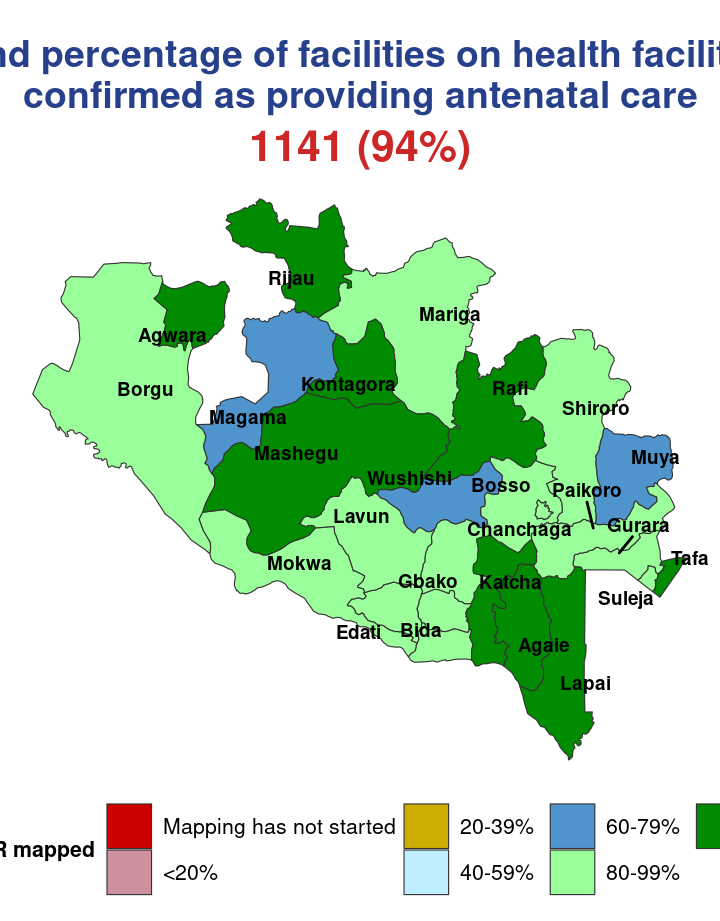 nd percentage of facilities on health facilit
confirmed as providing antenatal care
1141 (94%)
Rijau
Mariga
Agwara
Borgu
Kontagora
Rafi
Shiroro
Magama
Mashegu
Muya
Wushishi
Bosso
Paikoro
Lavun
Chanchaga
Gurara
Mokwa
Tafa
Gbako
Katcha
Suleja
Edati
Bida
Agaie
Lapai
R mapped
Mapping has not started
20-39%
60-79%
<20%
40-59%
80-99%